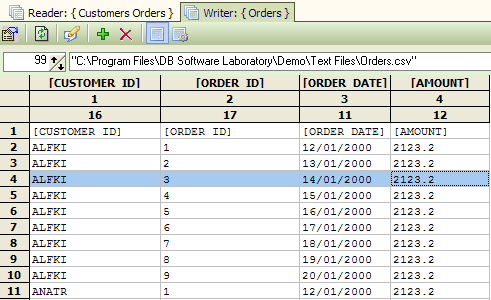 Reader: {Customers Orders} Writer: {Orders}
99 "C:\Program Files\DB Software Laboratory\Demo\Text Files\Orders.csv"
[CUSTOMER ID] [ORDER ID] [ORDER DATE] [AMOUNT]
1 2 3 4
16 17 11 12
1 [CUSTOMER ID] [ORDER ID] [ORDER DATE] [AMOUNT]
2 ALFKI 1 12/01/2000 2123.2
3 ALFKI 2 13/01/2000 2123.2
4 ALFKI 3 14/01/2000 2123.2
5 ALFKI 4 15/01/2000 2123.2
6 ALFKI 5 16/01/2000 2123.2
7 ALFKI 6 17/01/2000 2123.2
8 ALFKI 7 18/01/2000 2123.2
9 ALFKI 8 19/01/2000 2123.2
10 ALFKI 9 20/01/2000 2123.2
11 ANATR 1 12/01/2000 2123.2